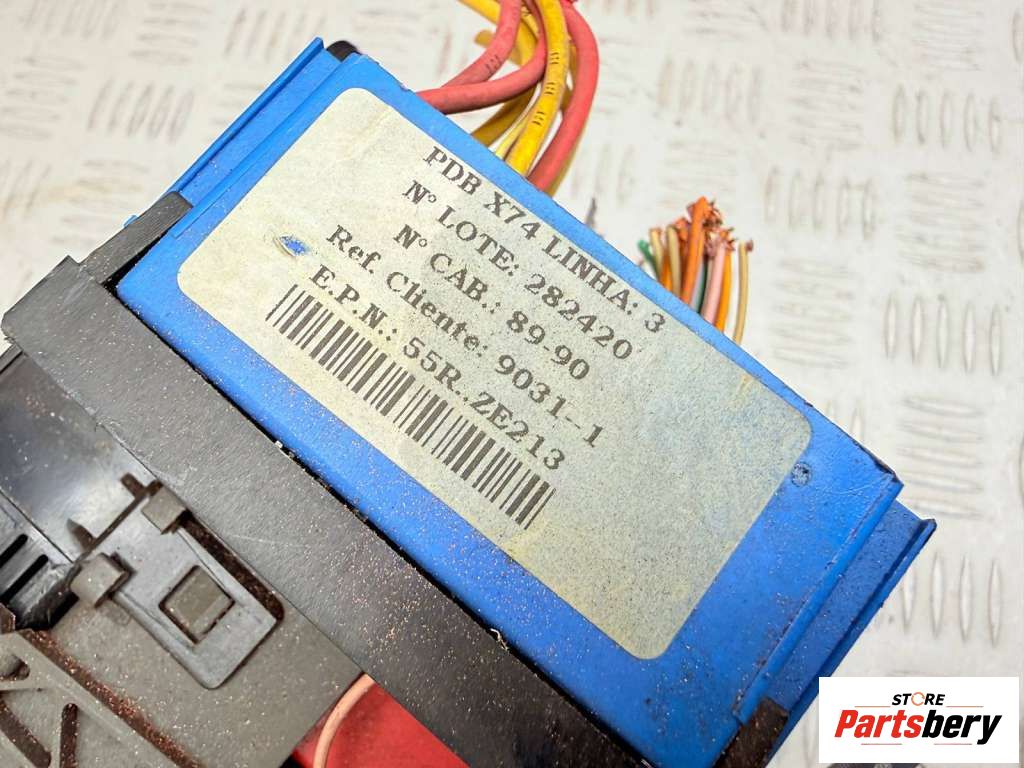 PDB X74 LINHA: 3
Nº LOTE: 282420
Nº CAB.: 89-90
Ref. Cliente: 9031--1
E.P.N.: 55R..ZE213
STORE
Partsbery